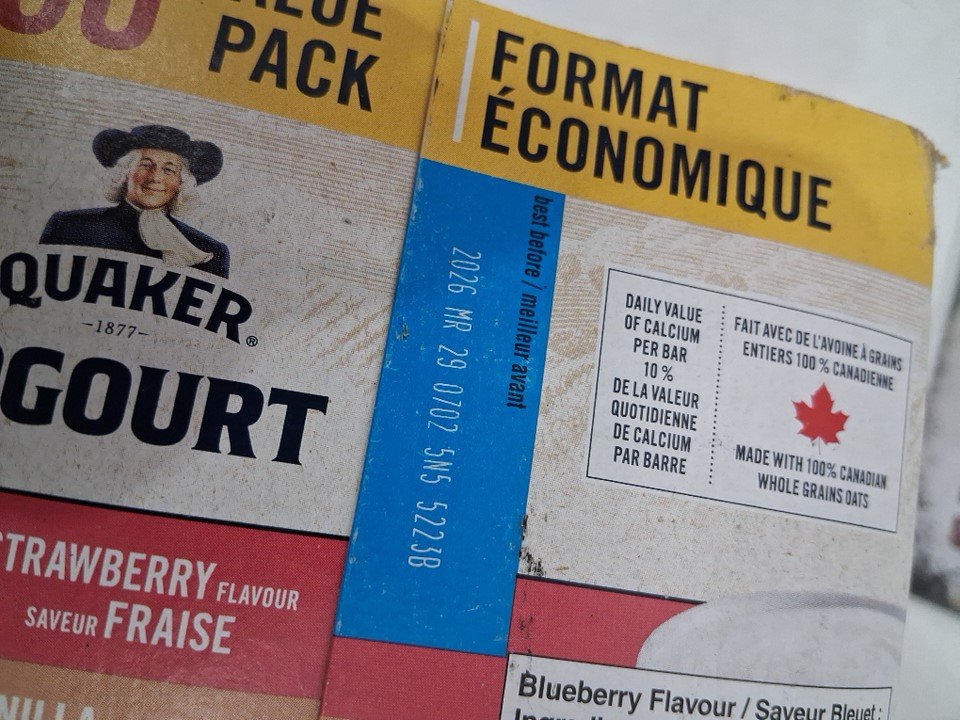 PACK
QUAKER®
-1877-
STRAWBERRY FLAVOUR
SAVEUR FRAISE
FORMAT
ÉCONOMIQUE
best before / meilleur avant
2026 MR 29 0702 5N5 5223B
DAILY VALUE
OF CALCIUM
PER BAR
10 %
DE LA VALEUR
QUOTIDIENNE
DE CALCIUM
PAR BARRE
FAIT AVEC DE L'AVOINE À GRAINS
ENTIERS 100 % CANADIENNE
MADE WITH 100% CANADIAN
WHOLE GRAINS OATS
Blueberry Flavour / Saveur Bleuet :